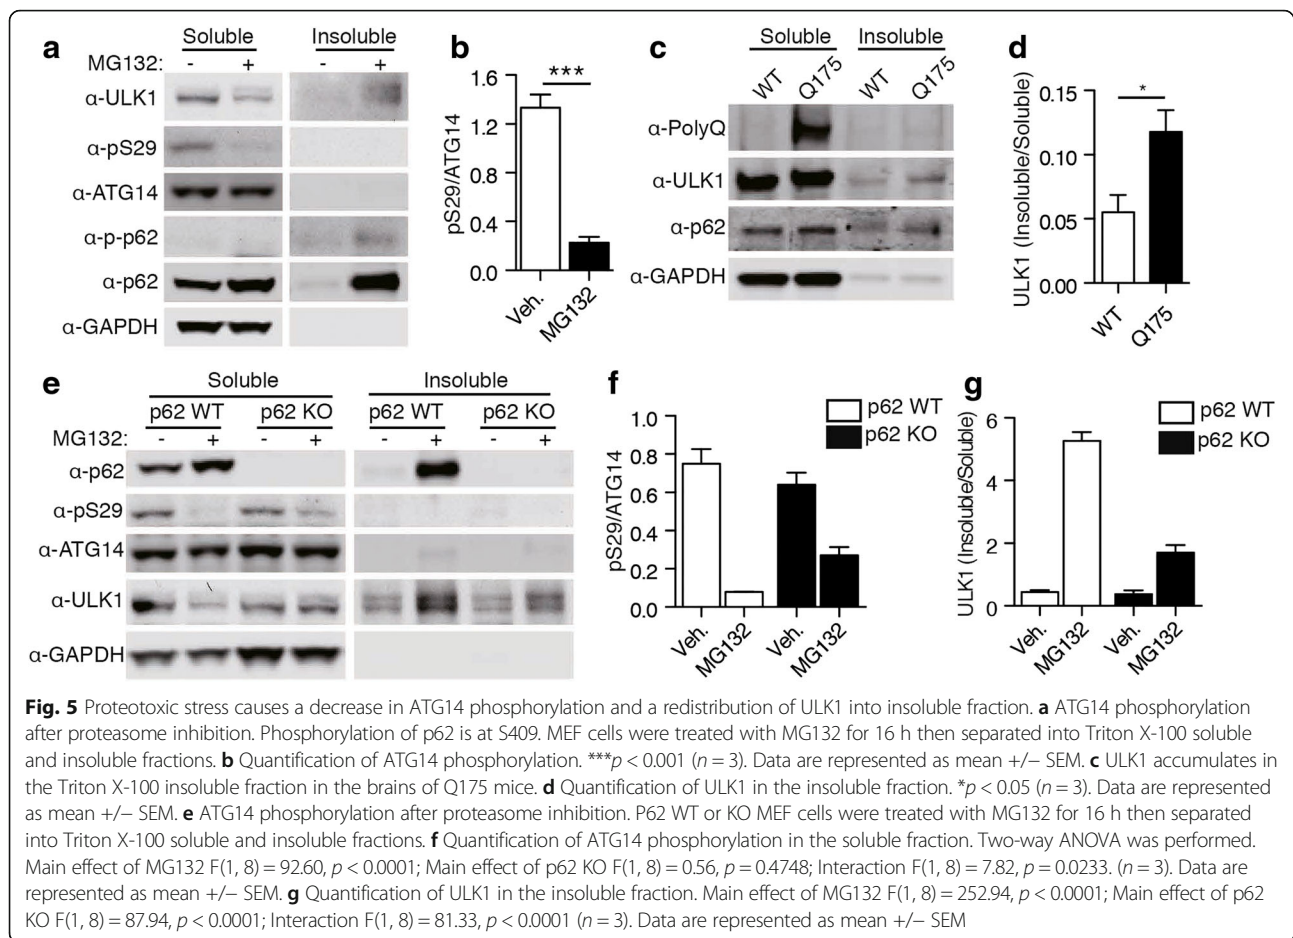 a
Soluble Insoluble
MG132: - + - +
α-ULK1
α-pS29
α-ATG14
α-p-p62
α-p62
α-GAPDH
b
***
pS29/ATG14
1.6
1.2
0.8
0.4
0.0
Veh.
MG132
c
Soluble Insoluble
WT Q175 WT Q175
α-PolyQ
α-ULK1
α-p62
α-GAPDH
d
*
ULK1 (Insoluble/Soluble)
0.15
0.10
0.05
0.00
WT
Q175
e
Soluble Insoluble
p62 WT p62 KO p62 WT p62 KO
MG132: - + - + - + - +
α-p62
α-pS29
α-ATG14
α-ULK1
α-GAPDH
f
p62 WT
p62 KO
pS29/ATG14
1.0
0.8
0.6
0.4
0.2
0.0
Veh.
MG132
Veh.
MG132
g
p62 WT
p62 KO
ULK1 (Insoluble/Soluble)
6
4
2
0
Veh.
MG132
Veh.
MG132
Fig. 5 Proteotoxic stress causes a decrease in ATG14 phosphorylation and a redistribution of ULK1 into insoluble fraction. a ATG14 phosphorylation
after proteasome inhibition. Phosphorylation of p62 is at S409. MEF cells were treated with MG132 for 16 h then separated into Triton X-100 soluble
and insoluble fractions. b Quantification of ATG14 phosphorylation. ***p < 0.001 (n = 3). Data are represented as mean +/− SEM. c ULK1 accumulates in
the Triton X-100 insoluble fraction in the brains of Q175 mice. d Quantification of ULK1 in the insoluble fraction. *p < 0.05 (n = 3). Data are represented
as mean +/− SEM. e ATG14 phosphorylation after proteasome inhibition. P62 WT or KO MEF cells were treated with MG132 for 16 h then separated
into Triton X-100 soluble and insoluble fractions. f Quantification of ATG14 phosphorylation in the soluble fraction. Two-way ANOVA was performed.
Main effect of MG132 F(1, 8) = 92.60, p < 0.0001; Main effect of p62 KO F(1, 8) = 0.56, p = 0.4748; Interaction F(1, 8) = 7.82, p = 0.0233. (n = 3). Data are
represented as mean +/− SEM. g Quantification of ULK1 in the insoluble fraction. Main effect of MG132 F(1, 8) = 252.94, p < 0.0001; Main effect of p62
KO F(1, 8) = 87.94, p < 0.0001; Interaction F(1, 8) = 81.33, p < 0.0001 (n = 3). Data are represented as mean +/− SEM